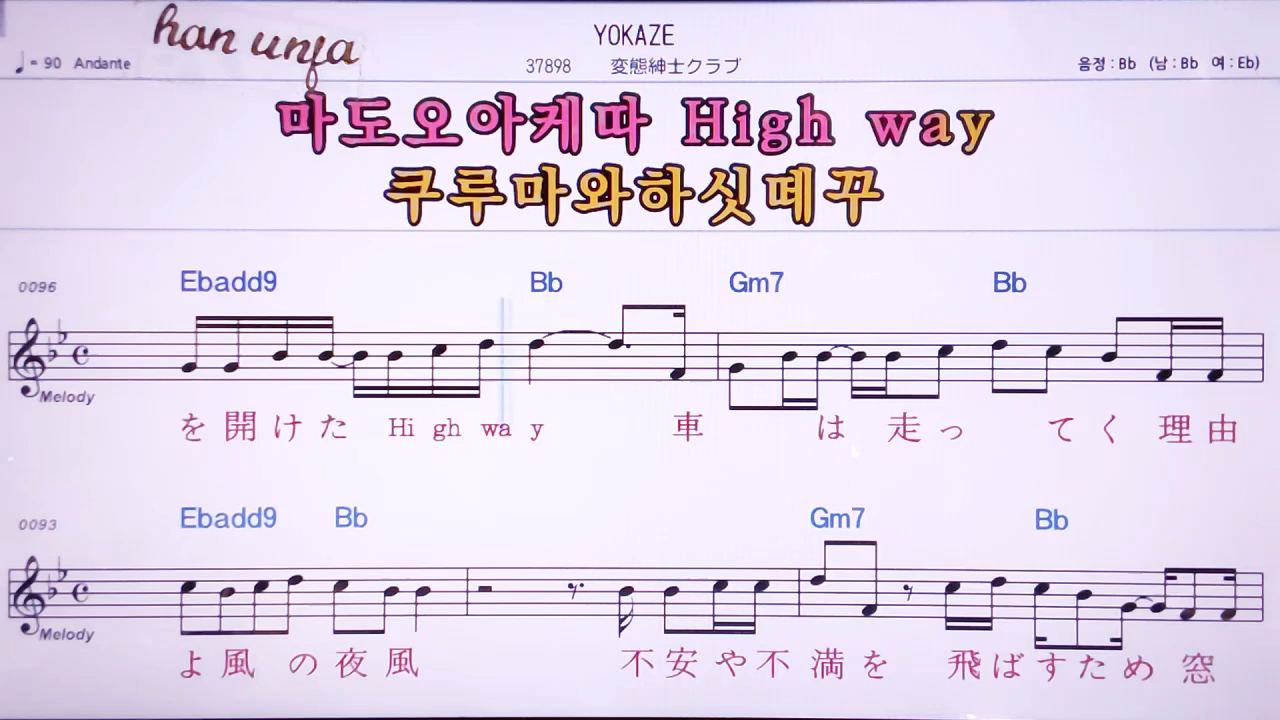 han unja
YOKAZE
♩= 90 Andante
37898 変態紳士クラブ
음정 : Bb (남 : Bb 여 : Eb)
마도오아케따 High way
쿠루마와하싯떼꾸
0096 Ebadd9 Bb Gm7 Bb
Melody
を開けた High way 車は走ってく理由
0093 Ebadd9 Bb Gm7 Bb
Melody
よ風の夜風 不安や不満を飛ばすため窓